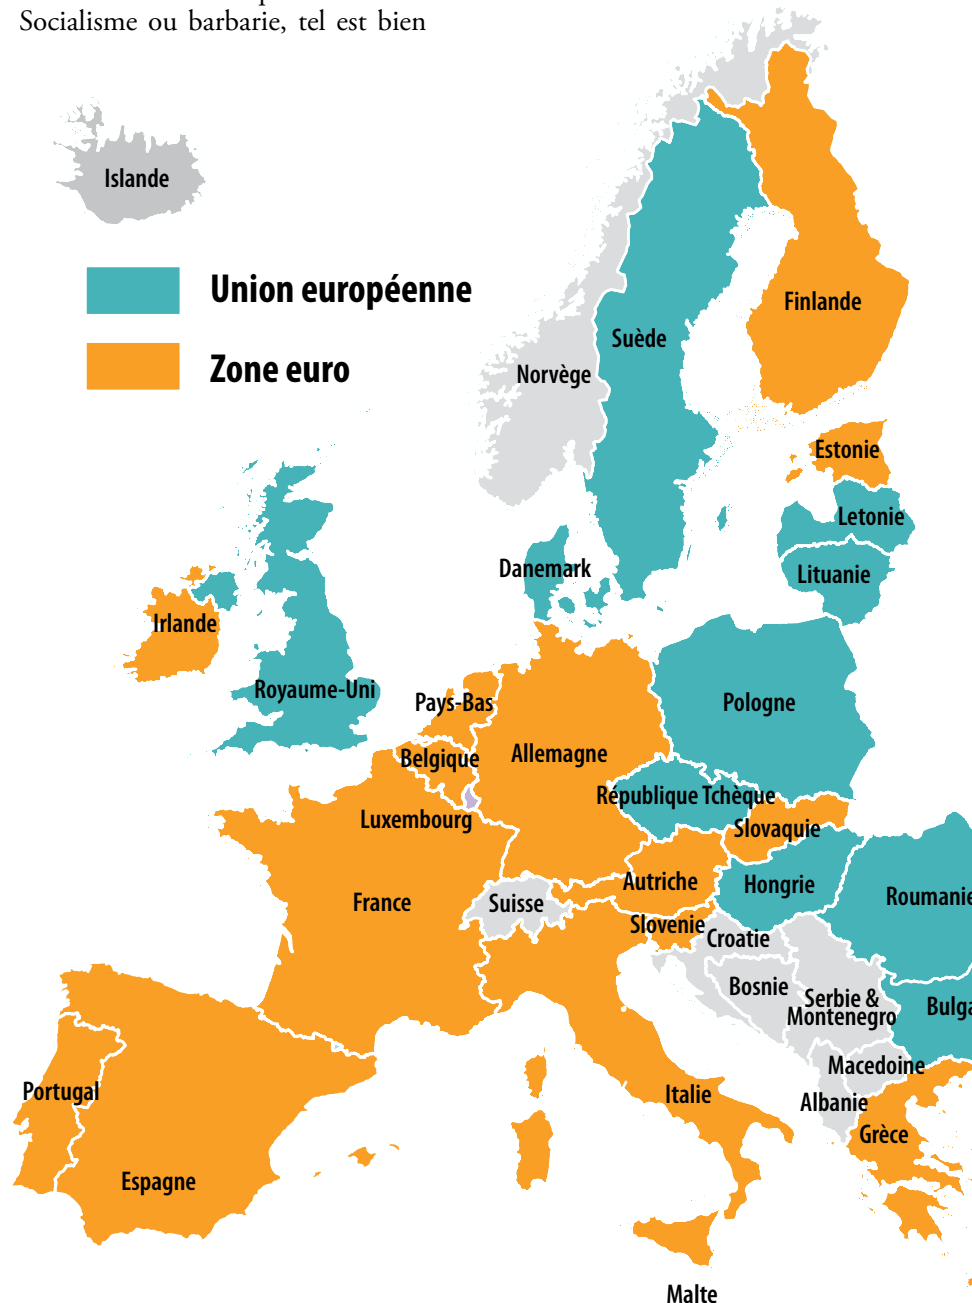 Socialisme ou barbarie, tel est bien
Islande
Union européenne
Zone euro
Finlande
Suède
Norvège
Estonie
Letonie
Danemark
Lituanie
Irlande
Royaume-Uni
Pays-Bas
Pologne
Belgique
Allemagne
République Tchèque
Luxembourg
Slovaquie
Autriche
Hongrie
France
Suisse
Roumanie
Slovenie
Croatie
Bosnie
Serbie &
Montenegro
Bulga
Macedoine
Portugal
Italie
Albanie
Grèce
Espagne
Malte